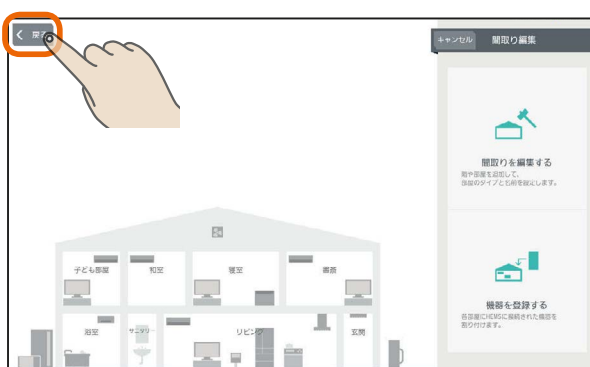 戻る
キャンセル 間取り編集
間取りを編集する
階や部屋を追加して、
部屋のタイプと名前を設定します。
子ども部屋 和室 寝室 書斎
浴室 サニタリー リビング 玄関
機器を登録する
各部屋にHEMSに接続された機器を
割り付けます。